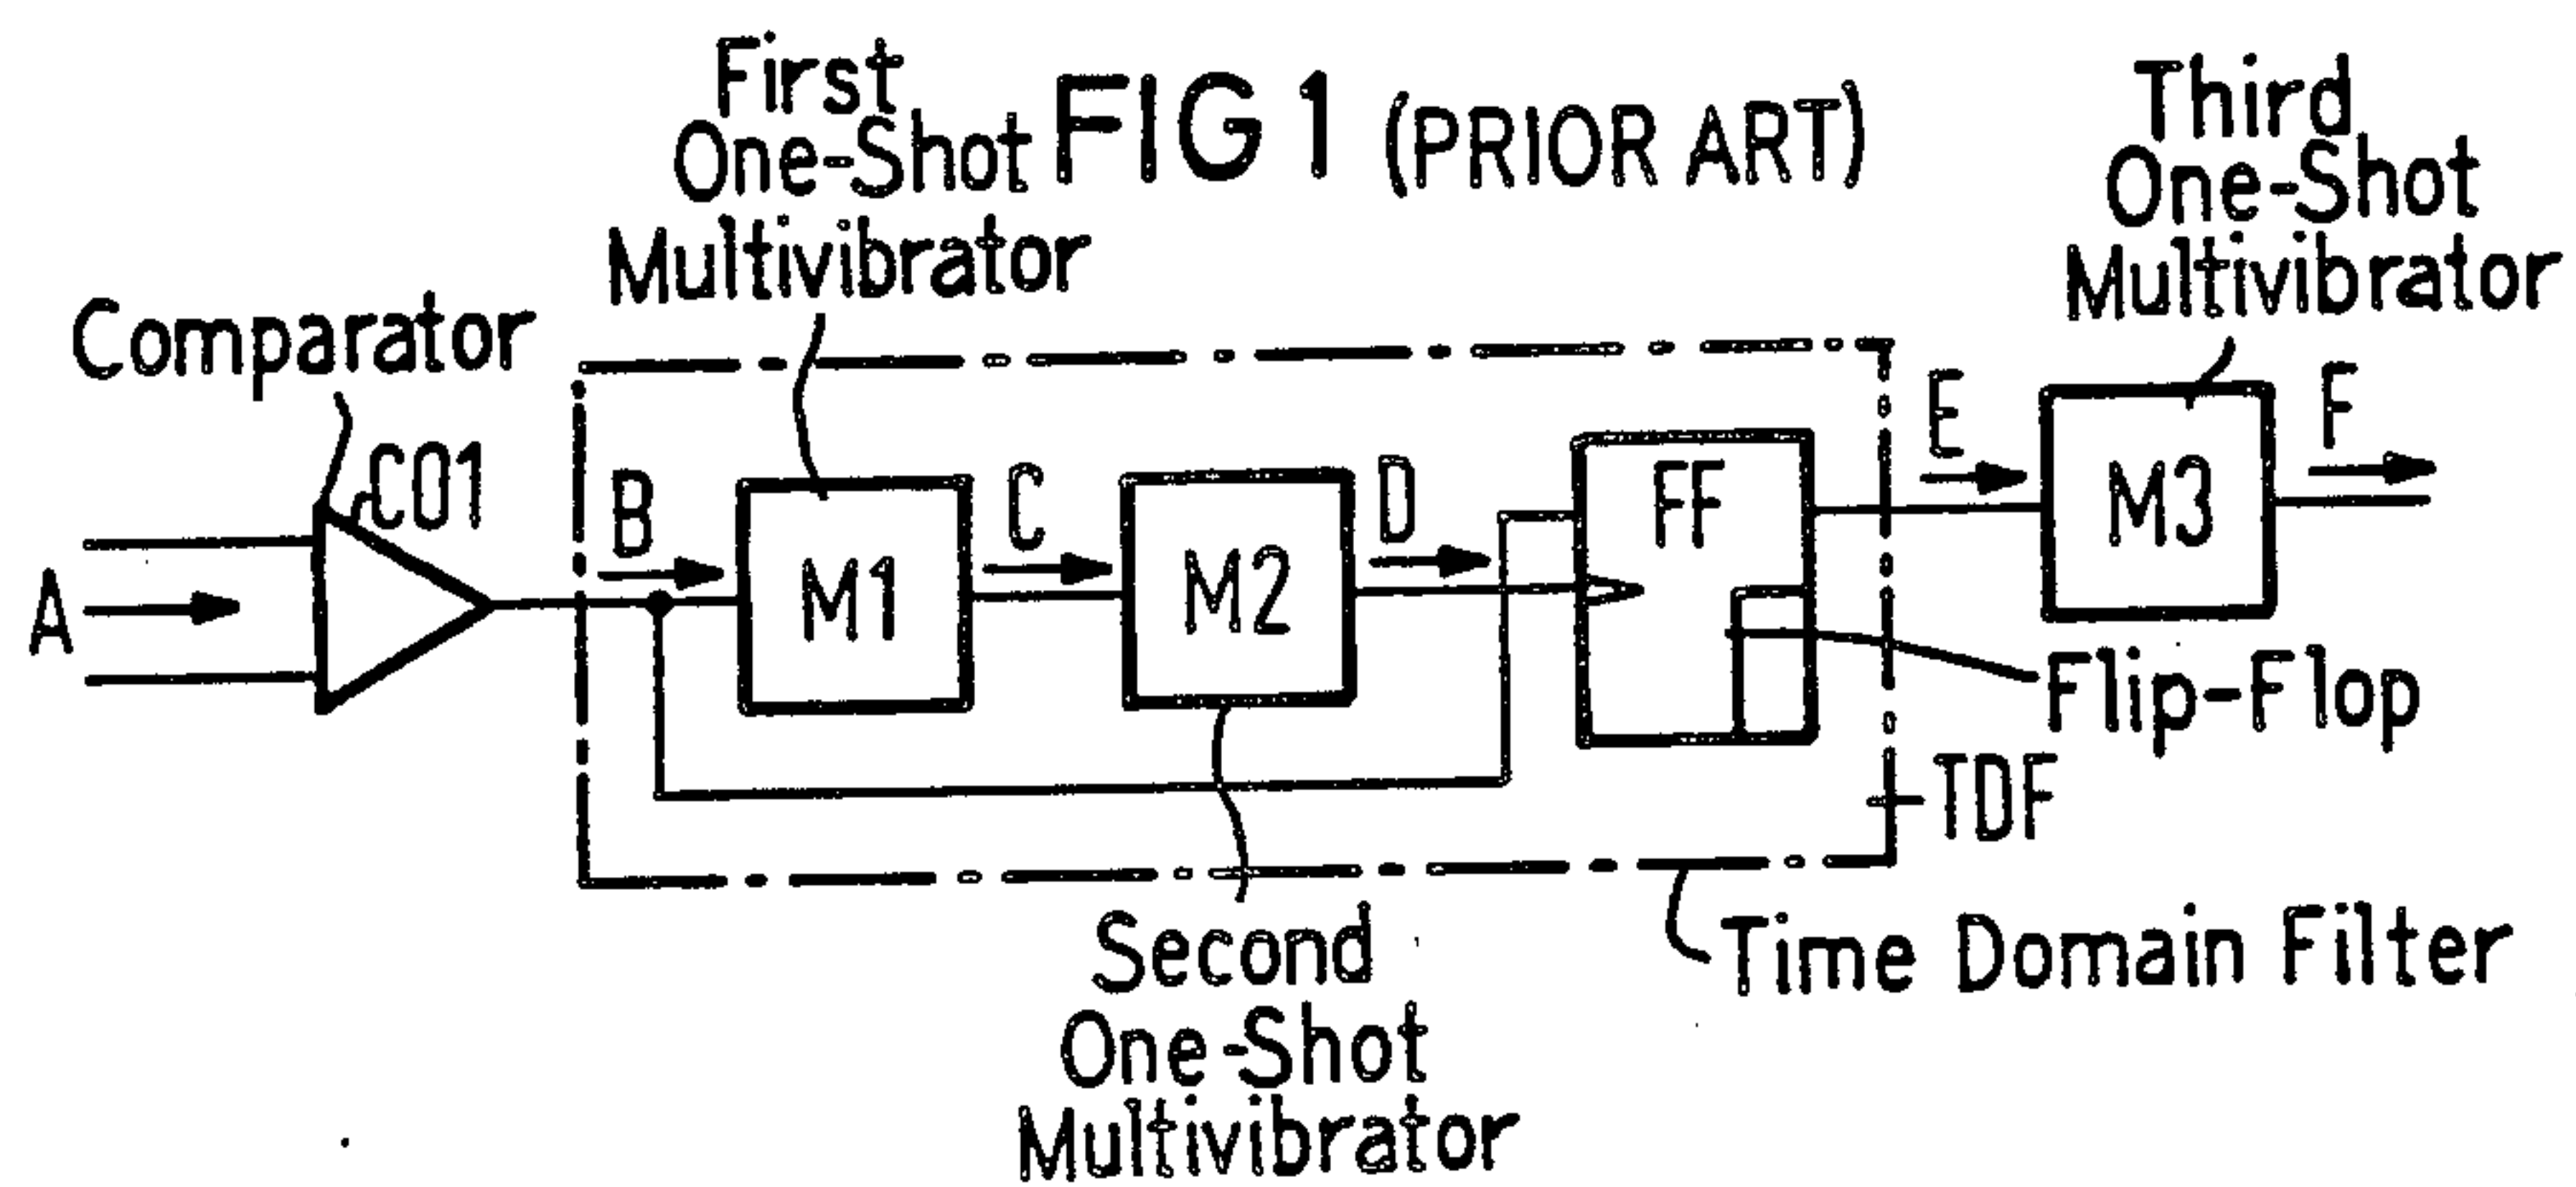 FIG 1 (PRIOR ART)
First
One-Shot
Multivibrator
Third
One-Shot
Multivibrator
Comparator
CO1
A
B
M1
C
M2
D
FF
E
M3
F
Flip-Flop
TDF
Time Domain Filter
Second
One-Shot
Multivibrator